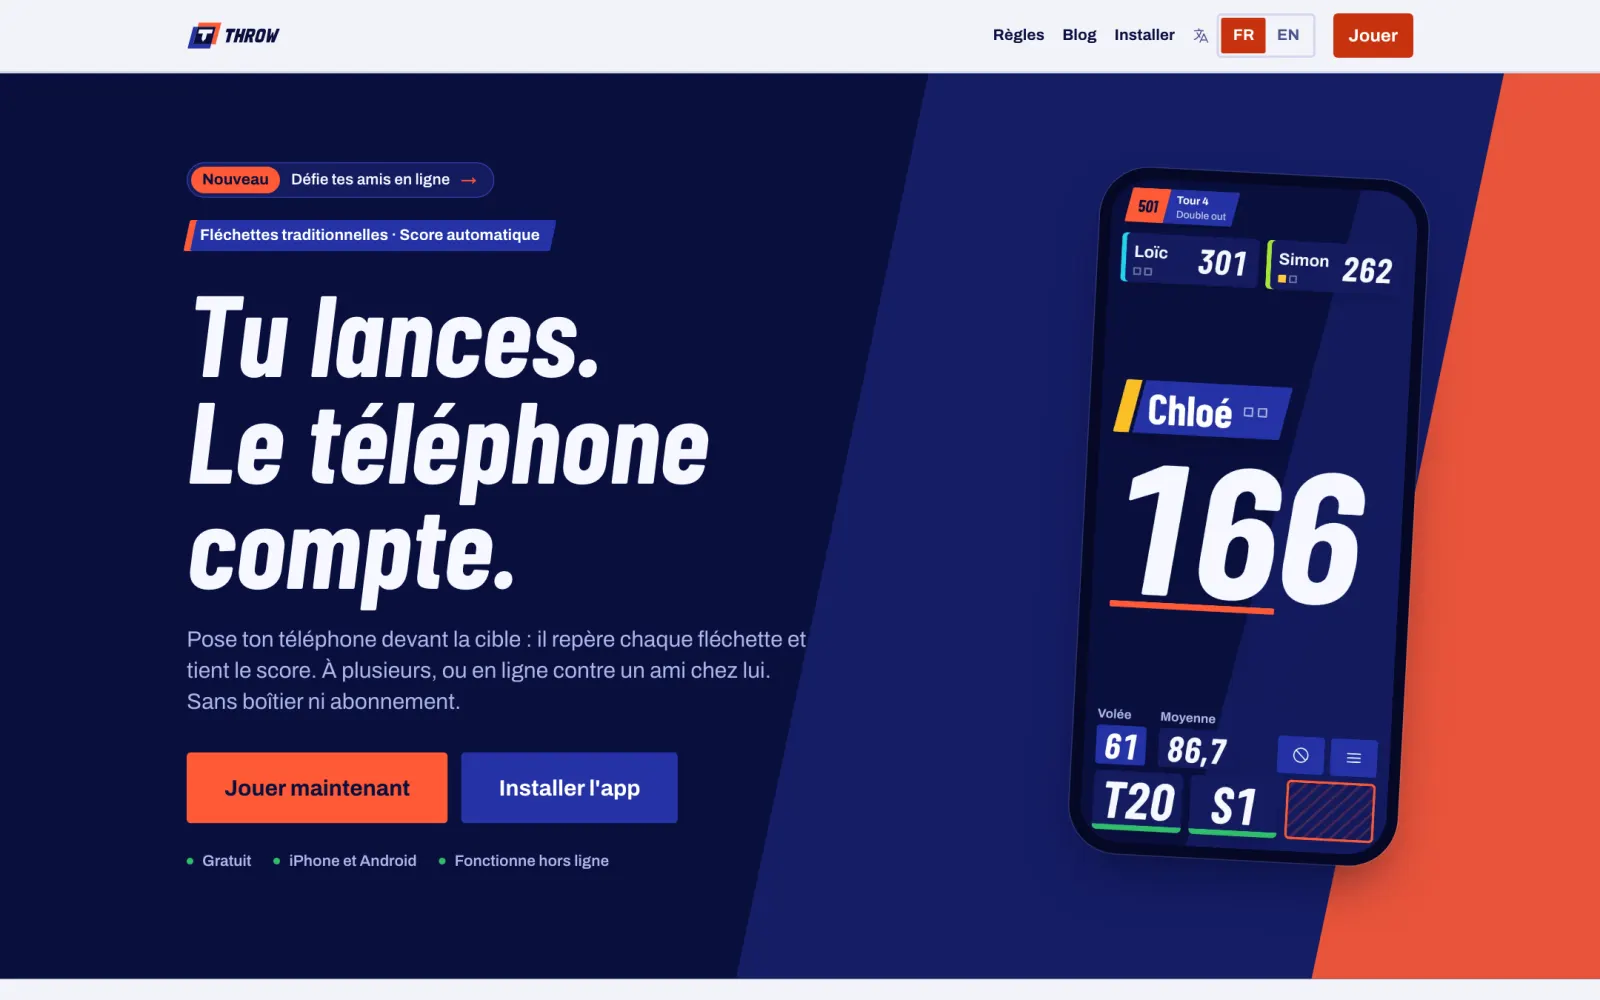 THROW
Règles Blog Installer FR EN Jouer
Nouveau Défie tes amis en ligne →
Fléchettes traditionnelles · Score automatique
Tu lances.
Le téléphone
compte.
Pose ton téléphone devant la cible : il repère chaque fléchette et
tient le score. À plusieurs, ou en ligne contre un ami chez lui.
Sans boîtier ni abonnement.
Jouer maintenant Installer l'app
Gratuit iPhone et Android Fonctionne hors ligne
501 Tour 4
Double out
Loïc 301 Simon 262
Chloé
166
Volée Moyenne
61 86,7
T20 S1